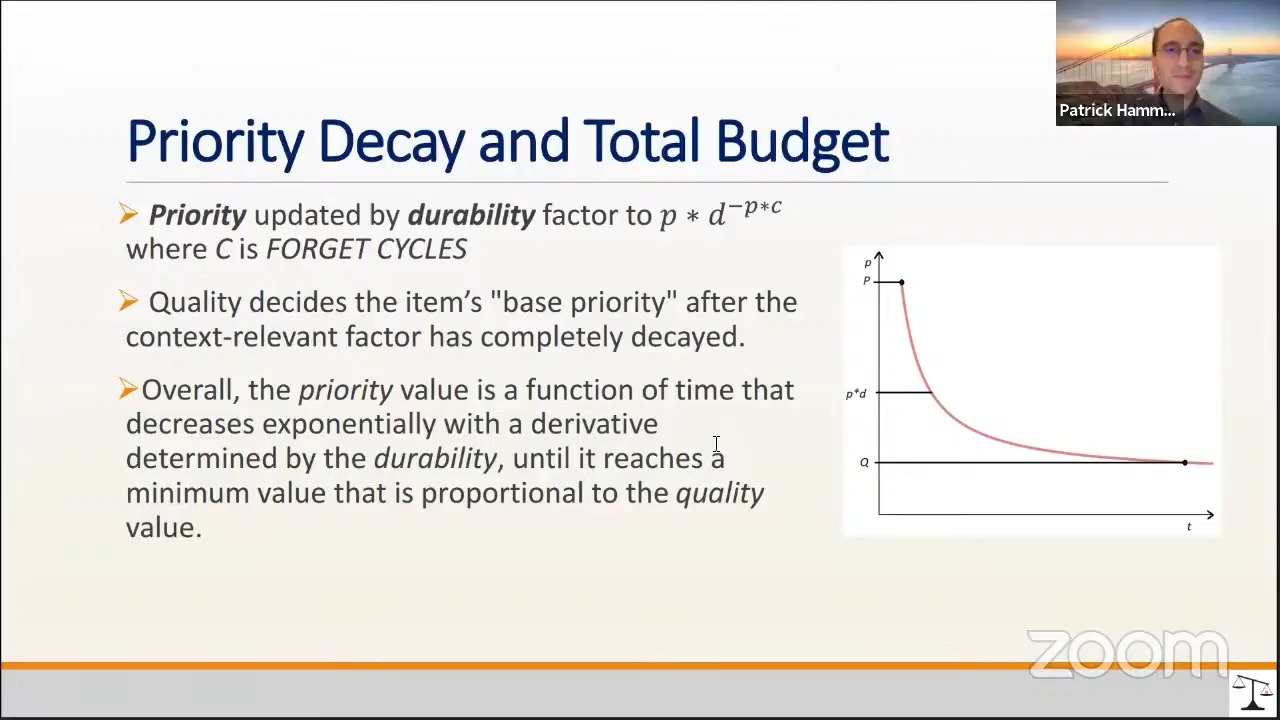 Patrick Hamm...
Priority Decay and Total Budget
➢ Priority updated by durability factor to p ∗ d^{−p∗c}
where C is FORGET CYCLES
➢ Quality decides the item’s "base priority" after the
context-relevant factor has completely decayed.
➢Overall, the priority value is a function of time that
decreases exponentially with a derivative
determined by the durability, until it reaches a
minimum value that is proportional to the quality
value.
p
P
p*d
Q
t
zoom